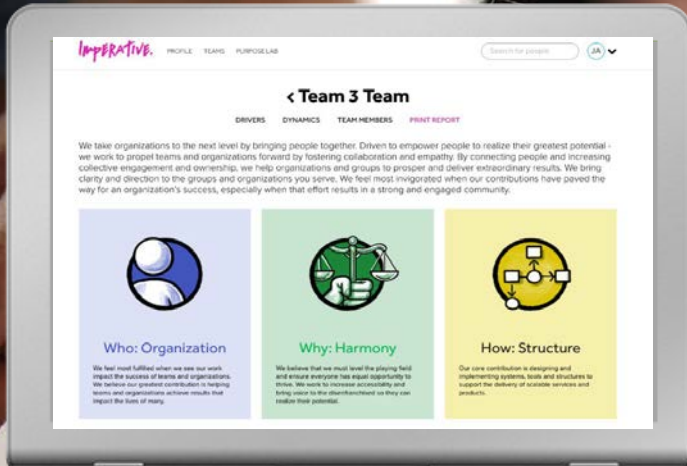 IMPERATIVE.
PROFILE TEAMS PURPOSE LAB
Search for people
JA
< Team 3 Team
DRIVERS DYNAMICS TEAM MEMBERS PRINT REPORT
We take organizations to the next level by bringing people together. Driven to empower people to realize their greatest potential -
we work to propel teams and organizations forward by fostering collaboration and empathy. By connecting people and increasing
collective engagement and ownership, we help organizations and groups to prosper and deliver extraordinary results. We bring
clarity and direction to the groups and organizations you serve. We feel most invigorated when our contributions have paved the
way for an organization's success, especially when that effort results in a strong and engaged community.
Who: Organization
We feel most fulfilled when we see our work
impact the success of teams and organizations.
We believe our greatest contribution is helping
teams and organizations achieve results that
impact the lives of many.
Why: Harmony
We believe that we must level the playing field
and ensure everyone has equal opportunity to
thrive. We work to increase accessability and
bring voice to the disenfranchised so they can
realize their potential.
How: Structure
Our core contribution is designing and
implementing systems, tools and structures to
support the delivery of scalable services and
products.